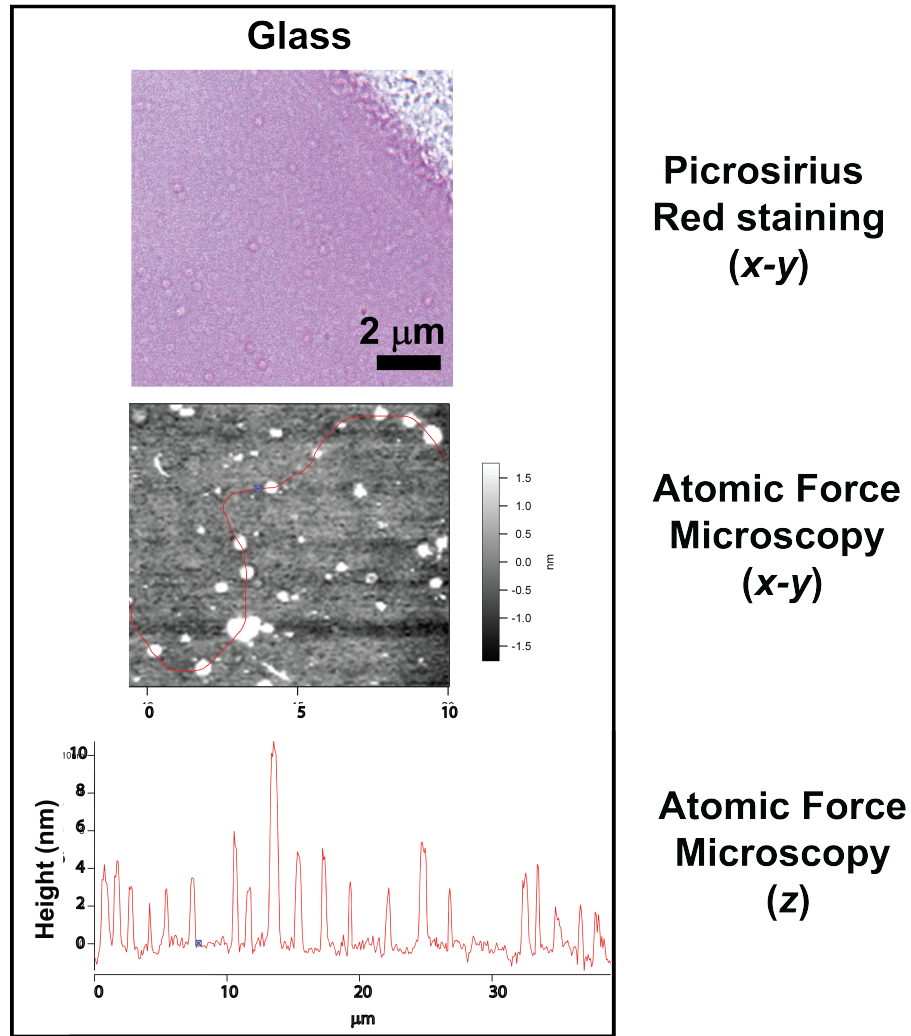 Glass
Picrosirius
Red staining
(x-y)
2 μm
Atomic Force
Microscopy
(x-y)
1.5
1.0
0.5
0.0
-0.5
-1.0
-1.5
nm
0
5
10
Atomic Force
Microscopy
(z)
Height (nm)
10
8
6
4
2
0
0
10
20
30
μm